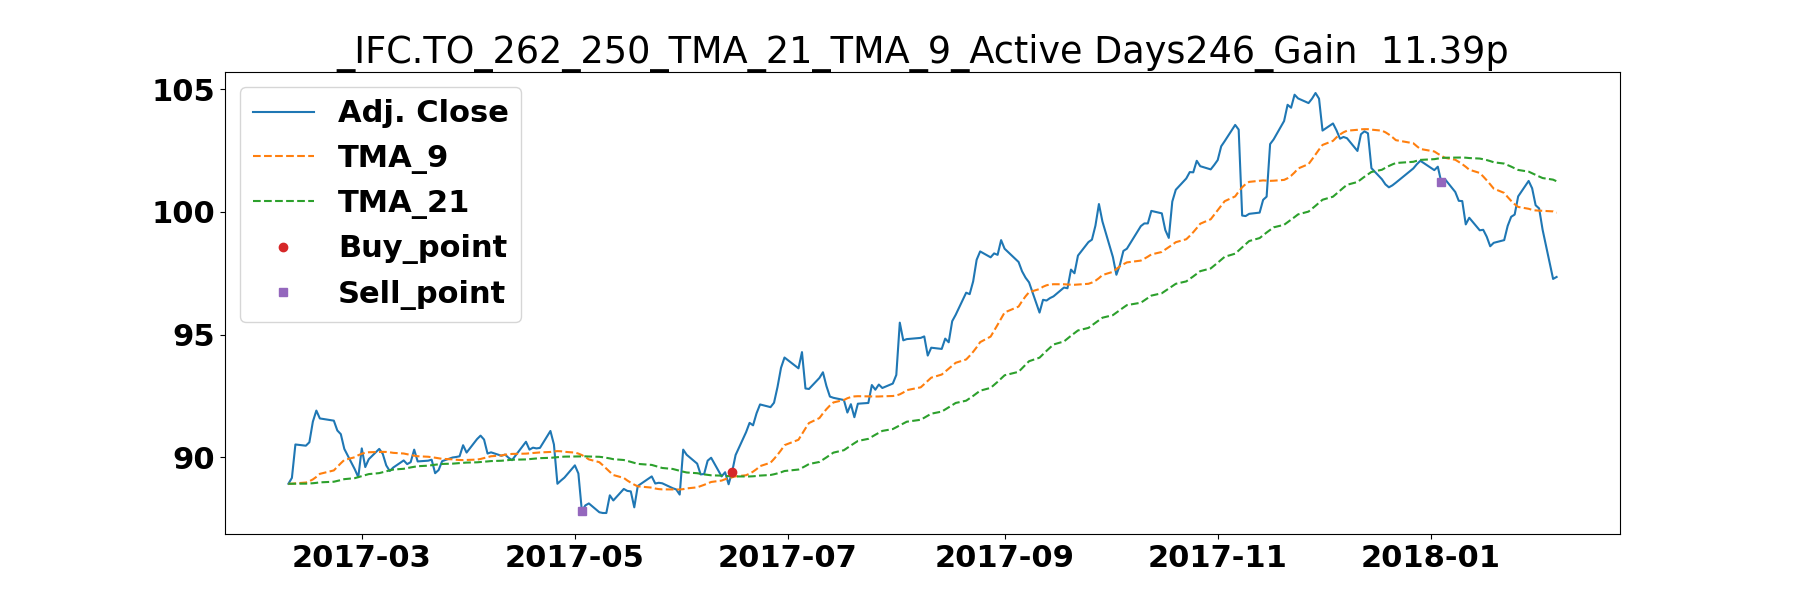 _IFC.TO_262_250_TMA_21_TMA_9_Active Days246_Gain  11.39p
105
100
95
90
Adj. Close
TMA_9
TMA_21
Buy_point
Sell_point
2017-03 2017-05 2017-07 2017-09 2017-11 2018-01